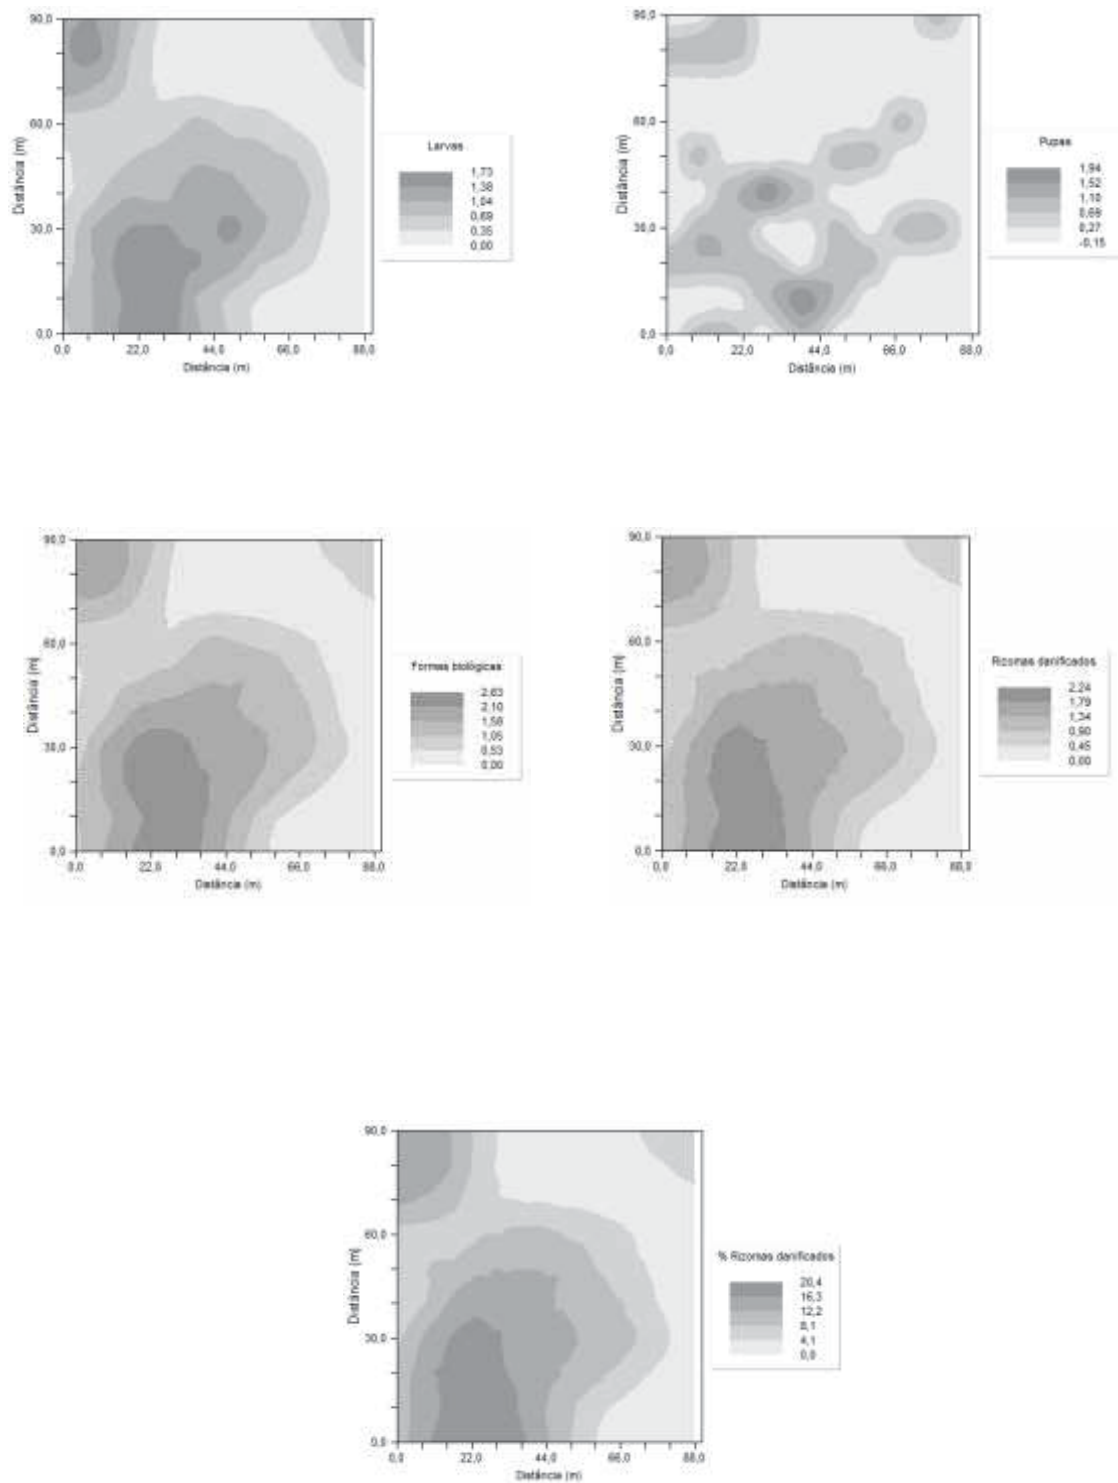 90,0
60,0
30,0
0,0
Distância (m)
0,0 22,0 44,0 66,0 88,0
Distância (m)
Larvas
1,73
1,38
1,04
0,69
0,35
0,00
90,0
60,0
30,0
0,0
Distância (m)
0,0 22,0 44,0 66,0 88,0
Distância (m)
Pupas
1,94
1,52
1,10
0,69
0,27
-0,15
90,0
60,0
30,0
0,0
Distância (m)
0,0 22,0 44,0 66,0 88,0
Distância (m)
Formas biológicas
2,63
2,10
1,58
1,05
0,53
0,00
90,0
60,0
30,0
0,0
Distância (m)
0,0 22,0 44,0 66,0 88,0
Distância (m)
Rizomas danificados
2,24
1,79
1,34
0,90
0,45
0,00
90,0
60,0
30,0
0,0
Distância (m)
0,0 22,0 44,0 66,0 88,0
Distância (m)
% Rizomas danificados
20,4
16,3
12,2
8,1
4,1
0,0